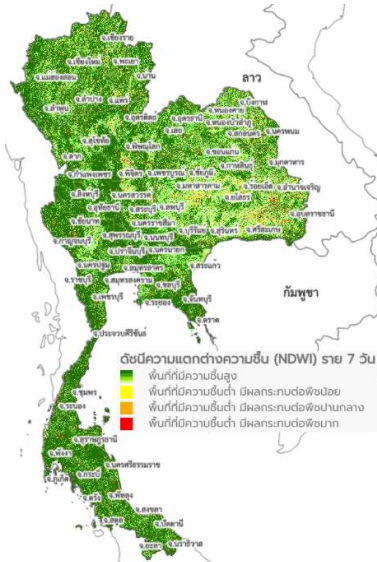 จ.เชียงราย
จ.เชียงใหม่ จ.พะเยา
จ.แม่ฮ่องสอน จ.น่าน
ลาว
จ.ลำปาง จ.แพร่
จ.ลำพูน
จ.บึงกาฬ
จ.อุตรดิตถ์ จ.อุดรธานี จ.หนองคาย
จ.เลย จ.หนองบัวลำภู
จ.สุโขทัย จ.สกลนคร จ.นครพนม
จ.ตาก จ.พิษณุโลก จ.ขอนแก่น
จ.กาฬสินธุ์ จ.มุกดาหาร
จ.กำแพงเพชร จ.พิจิตร จ.เพชรบูรณ์ จ.ชัยภูมิ
จ.มหาสารคาม จ.ร้อยเอ็ด จ.อำนาจเจริญ
จ.สิงห์บุรี จ.นครสวรรค์ จ.ยโสธร
จ.อุทัยธานี จ.สระบุรี จ.ลพบุรี
จ.อุบลราชธานี
จ.ชัยนาท จ.นครราชสีมา
จ.สุพรรณบุรี จ.นนทบุรี จ.บุรีรัมย์ จ.สุรินทร์ จ.ศรีสะเกษ
จ.กาญจนบุรี จ.ปราจีนบุรี จ.นครนายก
จ.นครปฐม จ.สมุทรสาคร จ.สระแก้ว
จ.ราชบุรี จ.สมุทรสงคราม จ.ชลบุรี
จ.เพชรบุรี จ.ระยอง จ.จันทบุรี
กัมพูชา
จ.ตราด
จ.ประจวบคีรีขันธ์
ดัชนีความแตกต่างความชื้น (NDWI) ราย 7 วัน
พื้นที่ที่มีความชื้นสูง
พื้นที่ที่มีความชื้นต่ำ มีผลกระทบต่อพืชน้อย
พื้นที่ที่มีความชื้นต่ำ มีผลกระทบต่อพืชปานกลาง
พื้นที่ที่มีความชื้นต่ำ มีผลกระทบต่อพืชมาก
จ.ชุมพร
จ.ระนอง
จ.สุราษฎร์ธานี
จ.พังงา
จ.นครศรีธรรมราช
จ.ภูเก็ต จ.กระบี่
จ.ตรัง จ.พัทลุง
จ.สงขลา
จ.สตูล จ.ปัตตานี
จ.ยะลา จ.นราธิวาส